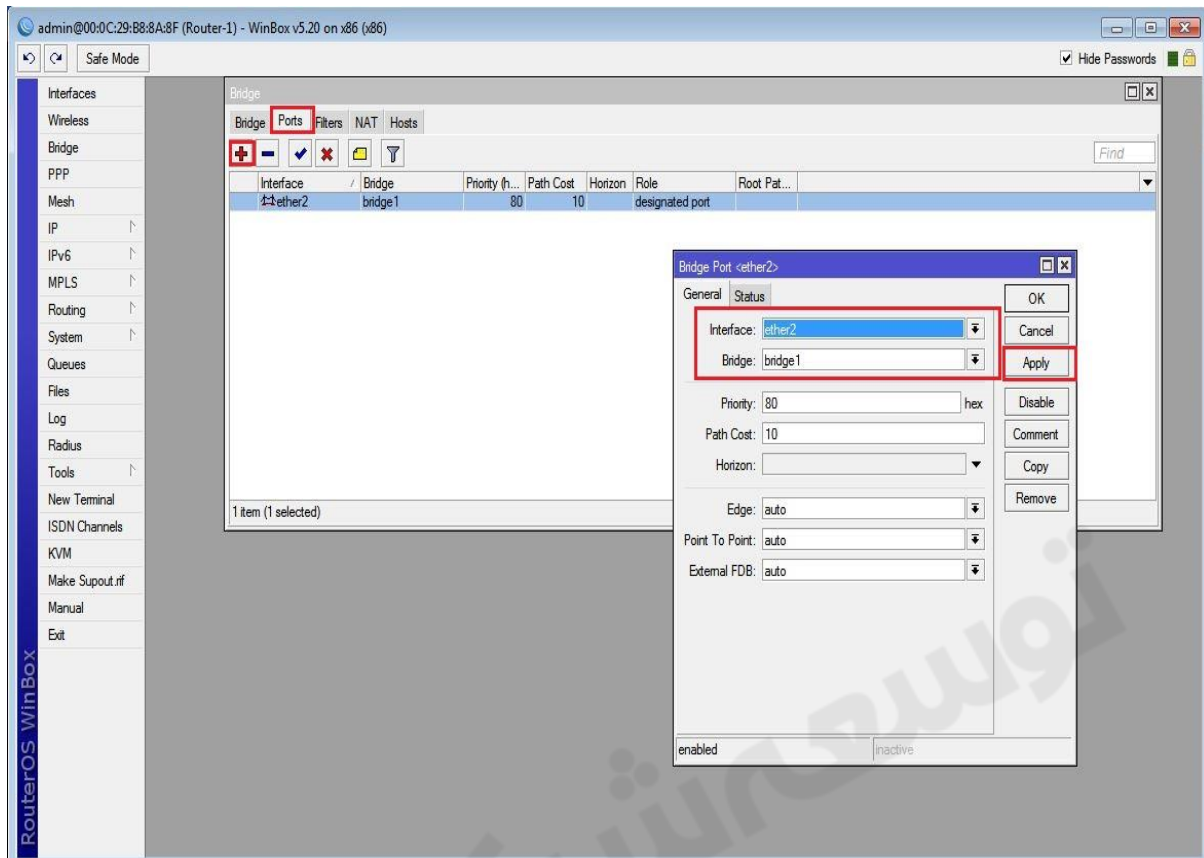 admin@00:0C:29:B8:8A:8F (Router-1) - WinBox v5.20 on x86 (x86)
Safe Mode
Hide Passwords
Interfaces
Wireless
Bridge
PPP
Mesh
IP
IPv6
MPLS
Routing
System
Queues
Files
Log
Radius
Tools
New Terminal
ISDN Channels
KVM
Make Supout.rif
Manual
Exit
RouterOS WinBox
Bridge
Bridge Ports Filters NAT Hosts
Find
Interface / Bridge Priority (h... Path Cost Horizon Role Root Pat...
ether2 bridge1 80 10 designated port
1 item (1 selected)
Bridge Port <ether2>
General Status
Interface: ether2
Bridge: bridge1
Priority: 80 hex
Path Cost: 10
Horizon:
Edge: auto
Point To Point: auto
External FDB: auto
OK
Cancel
Apply
Disable
Comment
Copy
Remove
enabled inactive